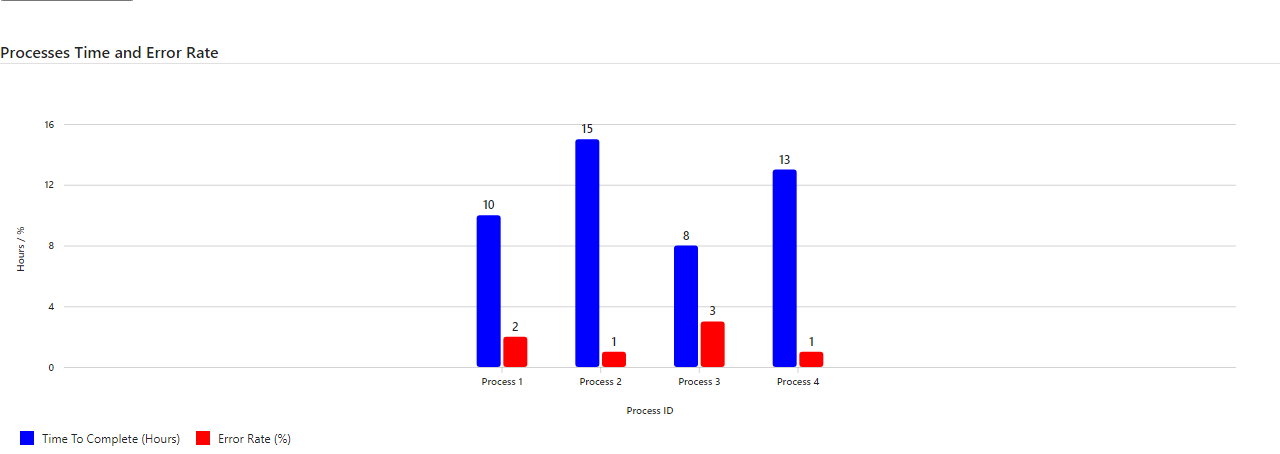 Processes Time and Error Rate
16
15
13
12
10
8
8
Hours / %
4
3
2
1
1
0
Process 1
Process 2
Process 3
Process 4
Process ID
Time To Complete (Hours)
Error Rate (%)